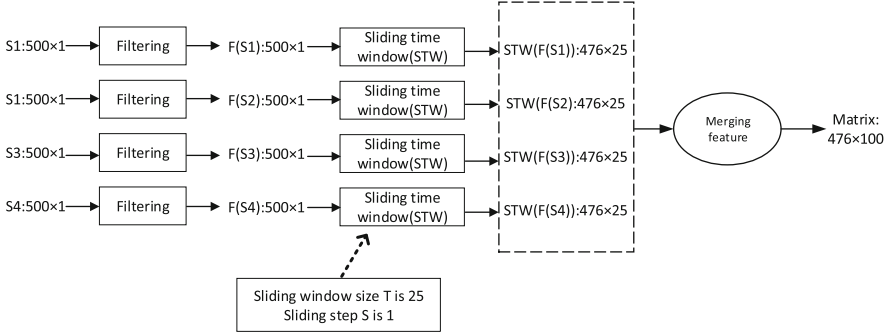 S1:500×1
Filtering
F(S1):500×1
Sliding time
window(STW)
STW(F(S1)):476×25
S1:500×1
Filtering
F(S2):500×1
Sliding time
window(STW)
STW(F(S2):476×25
S3:500×1
Filtering
F(S3):500×1
Sliding time
window(STW)
STW(F(S3)):476×25
S4:500×1
Filtering
F(S4):500×1
Sliding time
window(STW)
STW(F(S4)):476×25
Merging
feature
Matrix:
476×100
Sliding window size T is 25
Sliding step S is 1